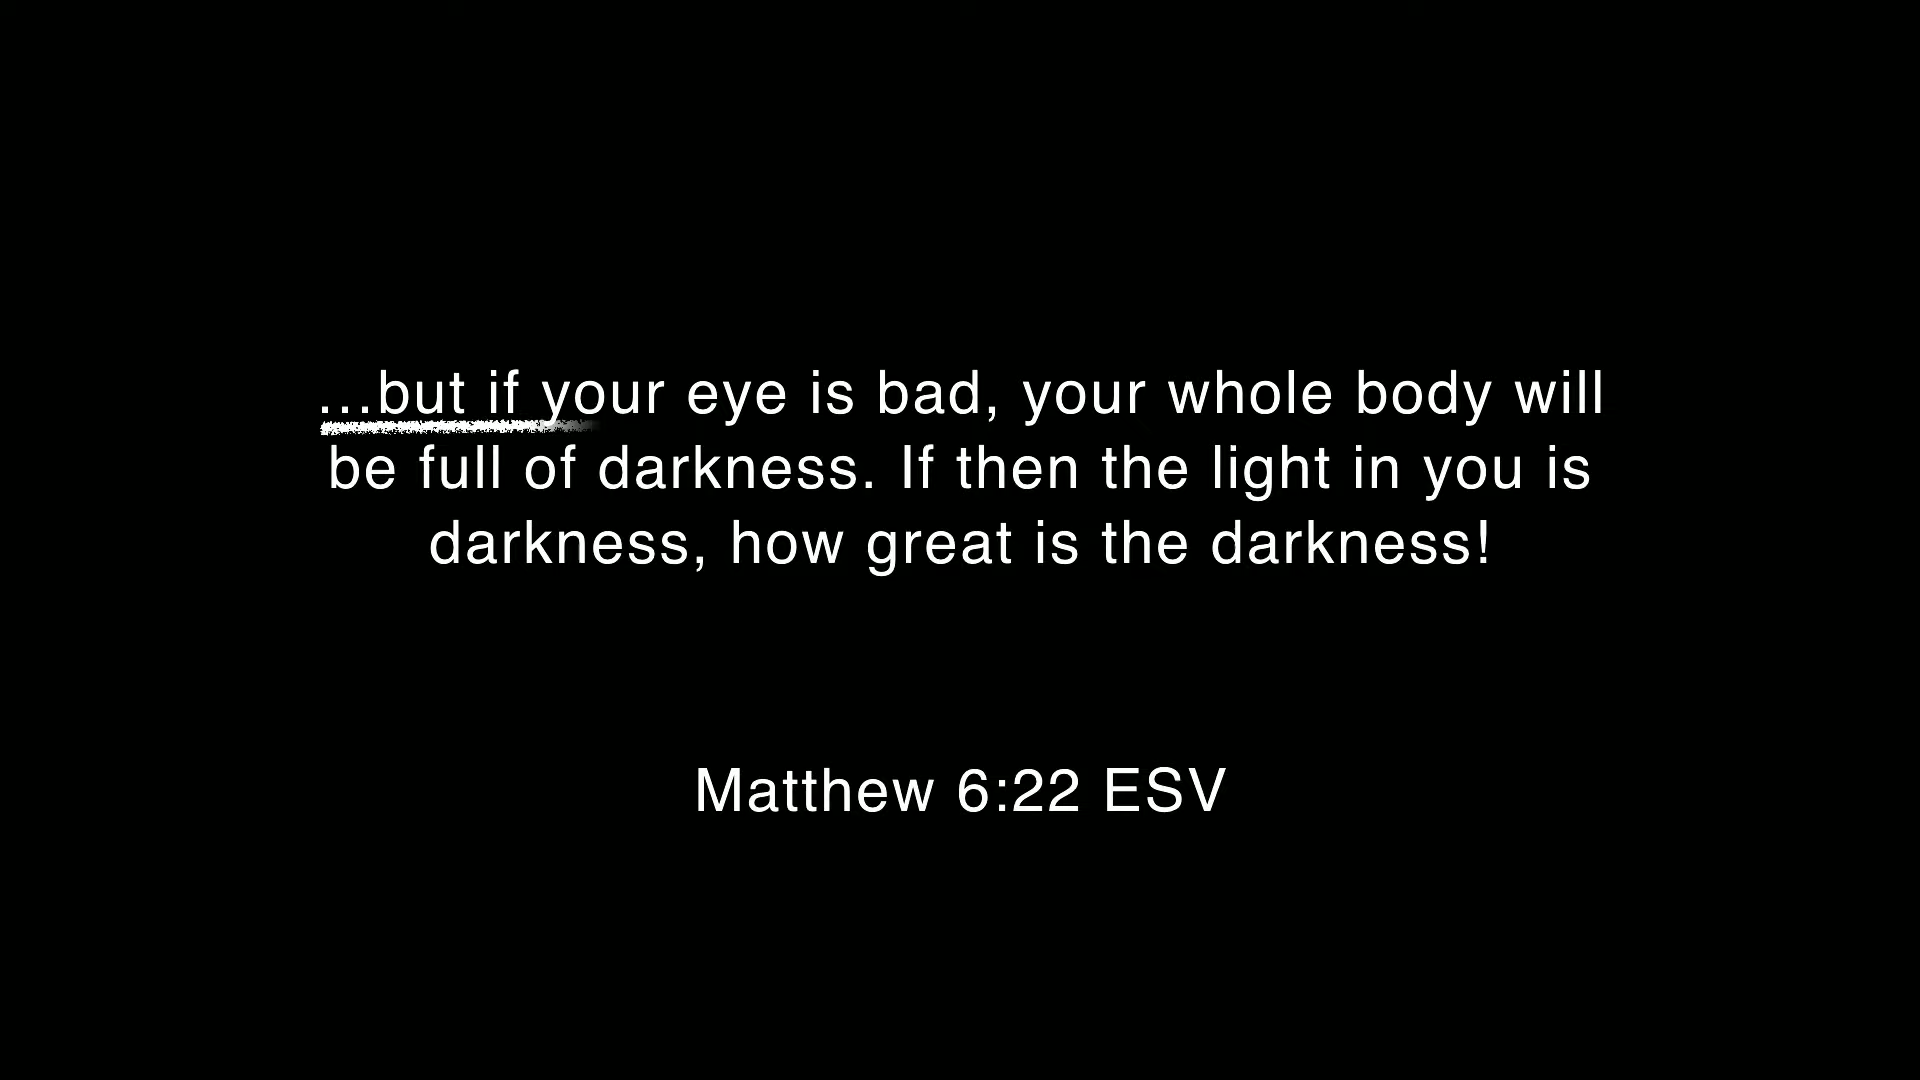 ...but if your eye is bad, your whole body will
be full of darkness. If then the light in you is
darkness, how great is the darkness!
Matthew 6:22 ESV